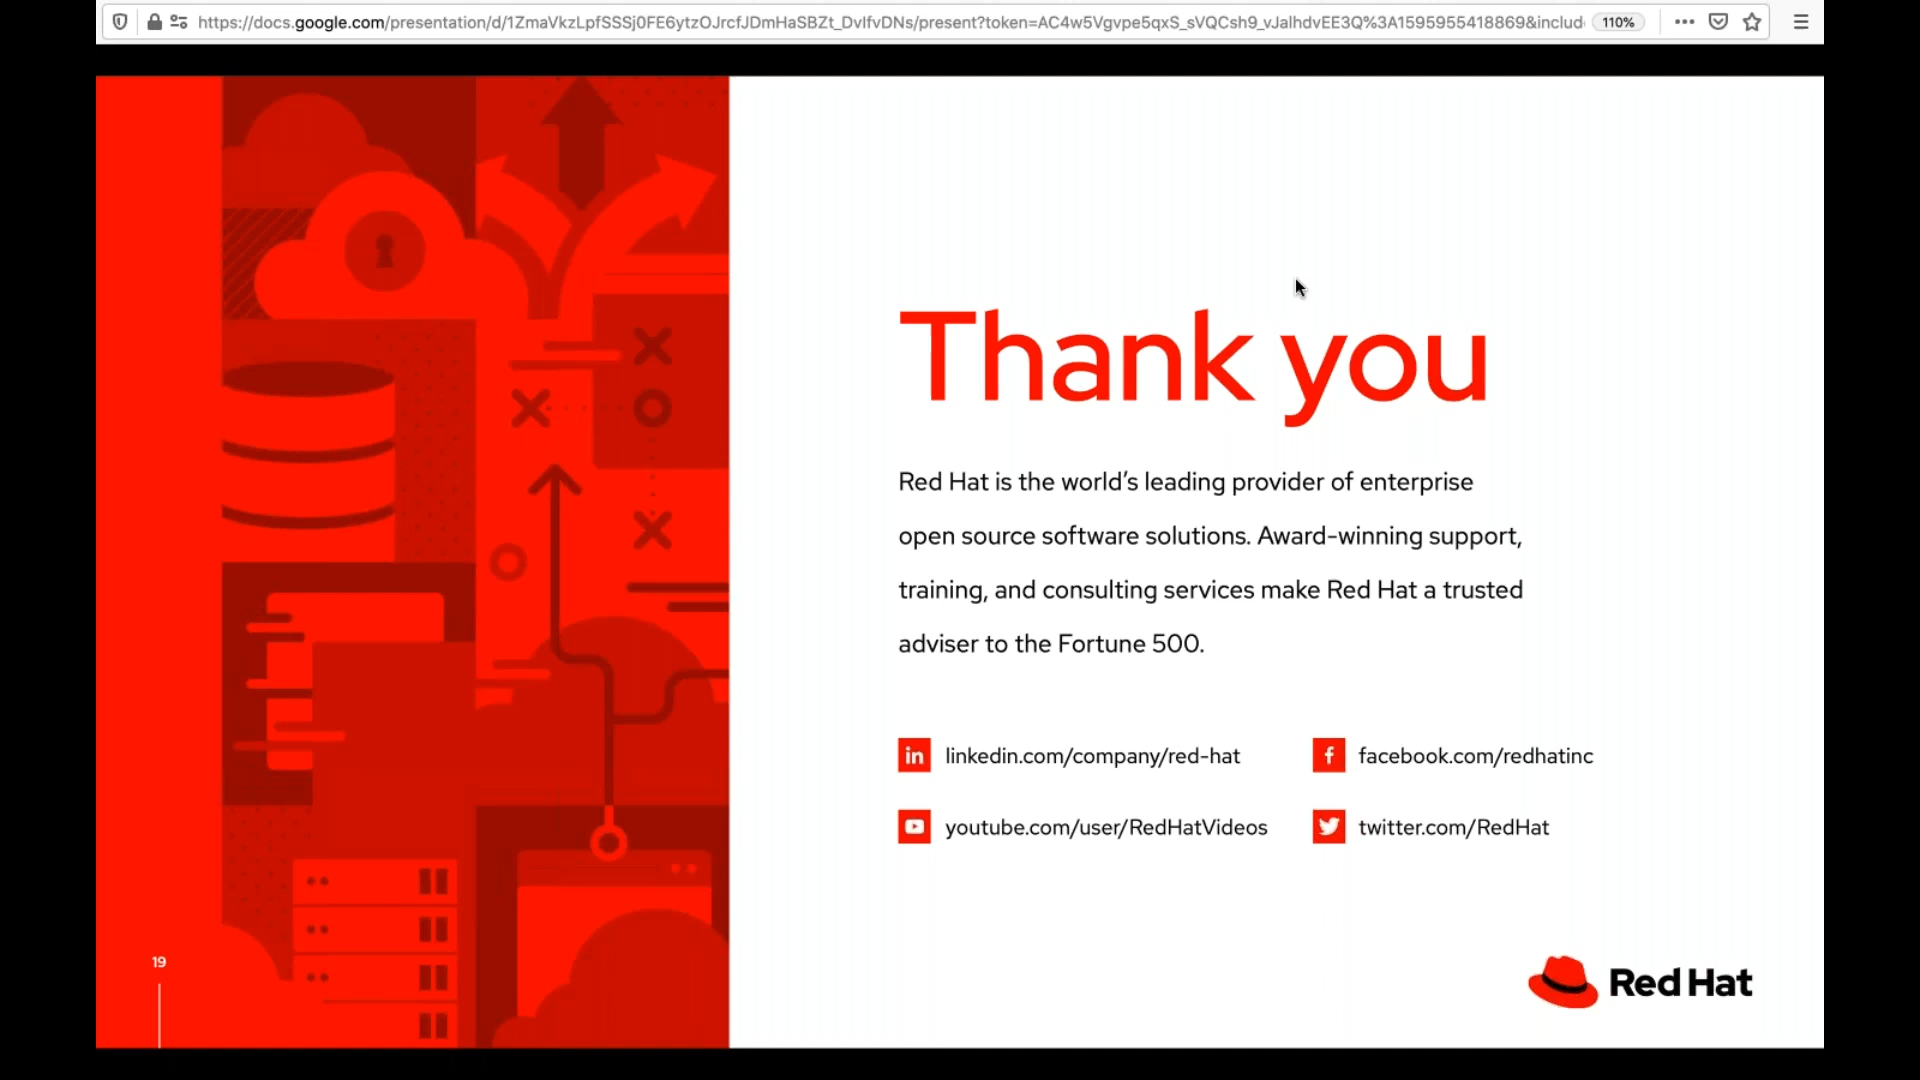 https://docs.google.com/presentation/d/1ZmaVkzLpfSSSj0FE6ytzOJrcfJDmHaSBZt_DvlfvDNs/present?token=AC4w5Vgvpe5qxS_sVQCsh9_vJalhdvEE3Q%3A1595955418869&includ
110%
Thank you
Red Hat is the world’s leading provider of enterprise
open source software solutions. Award-winning support,
training, and consulting services make Red Hat a trusted
adviser to the Fortune 500.
in linkedin.com/company/red-hat
f facebook.com/redhatinc
youtube.com/user/RedHatVideos
twitter.com/RedHat
19
Red Hat